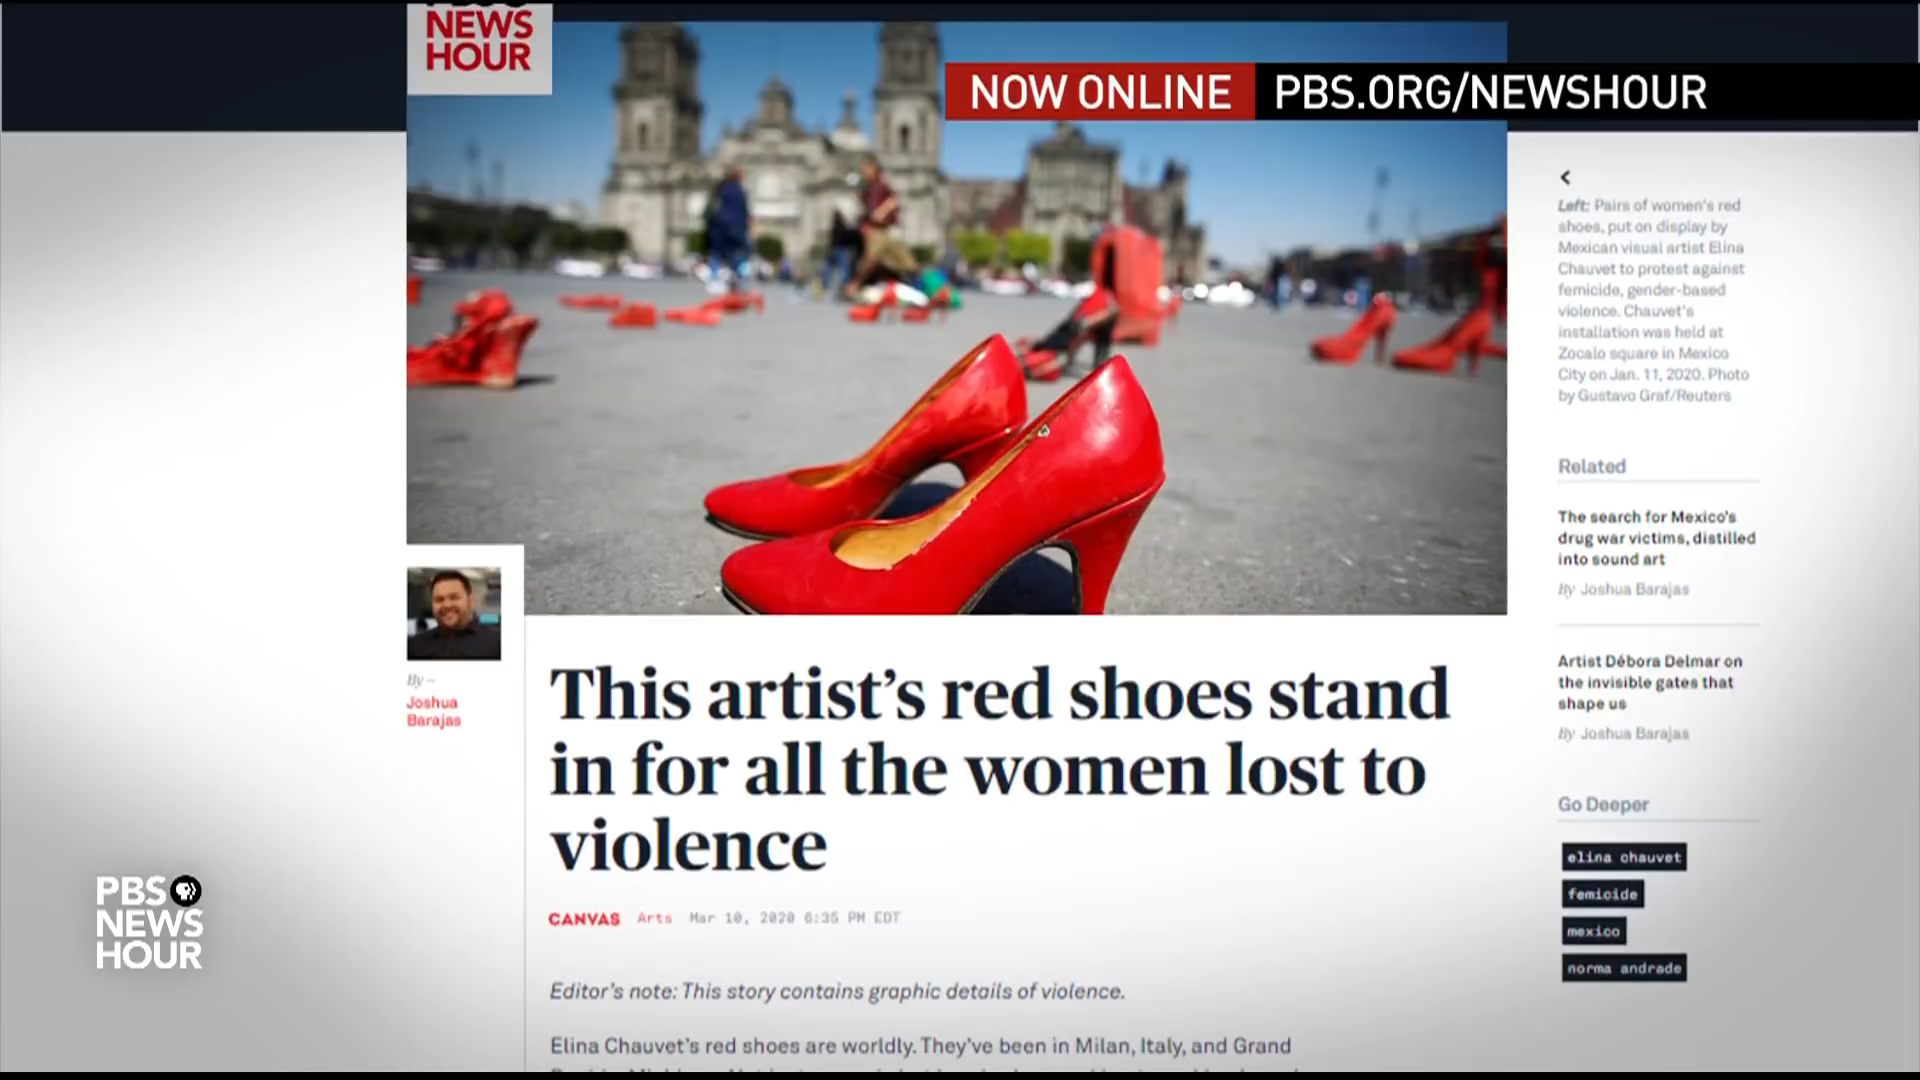 NEWS
HOUR
NOW ONLINE
PBS.ORG/NEWSHOUR
Left: Pairs of women's red
shoes, put on display by
Mexican visual artist Elina
Chauvet to protest against
femicide, gender-based
violence. Chauvet's
installation was held at
Zocalo square in Mexico
City on Jan. 11, 2020. Photo
by Gustavo Graf/Reuters
Related
The search for Mexico's
drug war victims, distilled
into sound art
By Joshua Barajas
Artist Débora Delmar on
the invisible gates that
shape us
By Joshua Barajas
Go Deeper
elina chauvet
femicide
mexico
norma andrade
By –
Joshua
Barajas
This artist’s red shoes stand
in for all the women lost to
violence
CANVAS Arts Mar 10, 2020 6:35 PM EDT
Editor’s note: This story contains graphic details of violence.
Elina Chauvet’s red shoes are worldly. They’ve been in Milan, Italy, and Grand
PBS
NEWS
HOUR